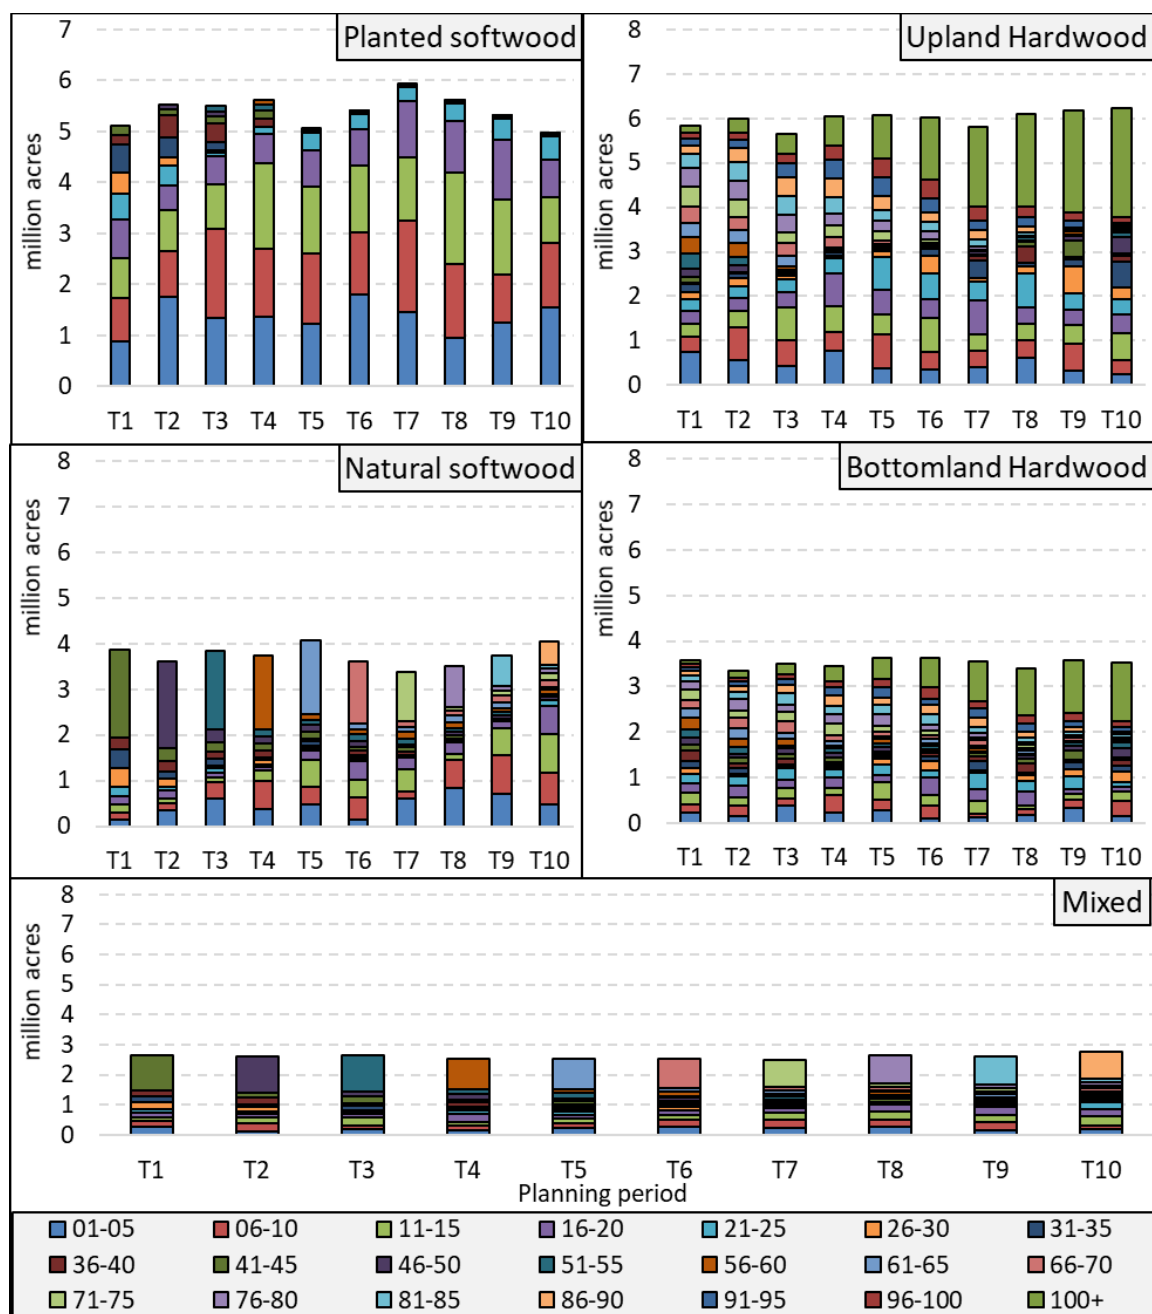 Planted softwood
million acres
7
6
5
4
3
2
1
0
T1 T2 T3 T4 T5 T6 T7 T8 T9 T10
Upland Hardwood
million acres
8
7
6
5
4
3
2
1
0
T1 T2 T3 T4 T5 T6 T7 T8 T9 T10
Natural softwood
million acres
8
7
6
5
4
3
2
1
0
T1 T2 T3 T4 T5 T6 T7 T8 T9 T10
Bottomland Hardwood
million acres
8
7
6
5
4
3
2
1
0
T1 T2 T3 T4 T5 T6 T7 T8 T9 T10
Mixed
million acres
8
7
6
5
4
3
2
1
0
T1 T2 T3 T4 T5 T6 T7 T8 T9 T10
Planning period
01-05 06-10 11-15 16-20 21-25 26-30 31-35
36-40 41-45 46-50 51-55 56-60 61-65 66-70
71-75 76-80 81-85 86-90 91-95 96-100 100+